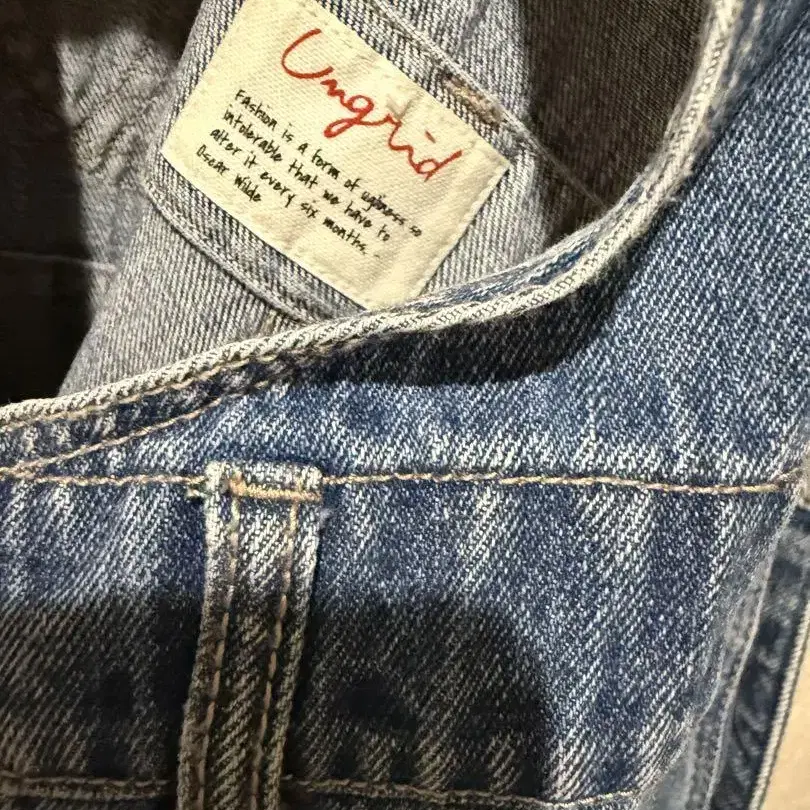 Ungrid
Fashion is a form of ugliness so
intolerable that we have to
alter it every six months.
Oscar Wilde